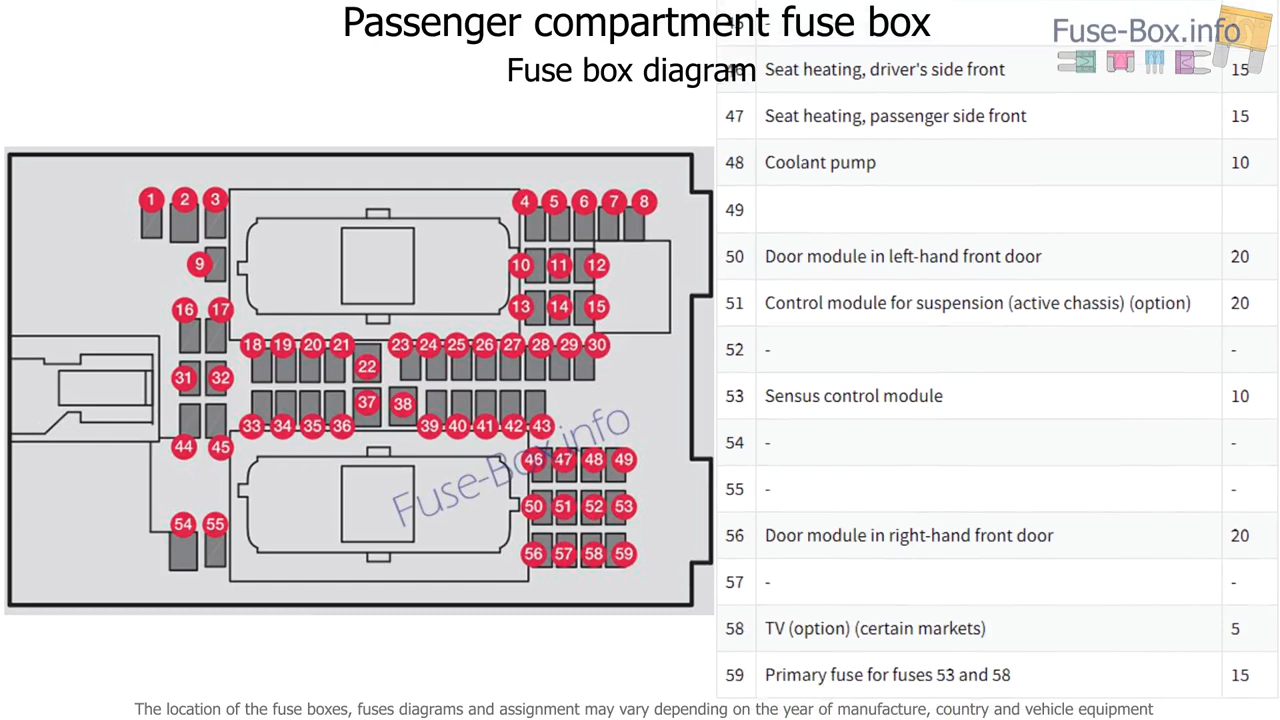 Passenger compartment fuse box
Fuse box diagram
Fuse-Box.info
46 Seat heating, driver's side front 15
47 Seat heating, passenger side front 15
48 Coolant pump 10
49
50 Door module in left-hand front door 20
51 Control module for suspension (active chassis) (option) 20
52 - -
53 Sensus control module 10
54 - -
55 - -
56 Door module in right-hand front door 20
57 - -
58 TV (option) (certain markets) 5
59 Primary fuse for fuses 53 and 58 15
1 2 3 4 5 6 7 8
9 10 11 12
16 17 13 14 15
18 19 20 21 22 23 24 25 26 27 28 29 30
31 32 37 38
33 34 35 36 39 40 41 42 43
44 45 46 47 48 49
50 51 52 53
54 55 56 57 58 59
Fuse-Box.info
The location of the fuse boxes, fuses diagrams and assignment may vary depending on the year of manufacture, country and vehicle equipment